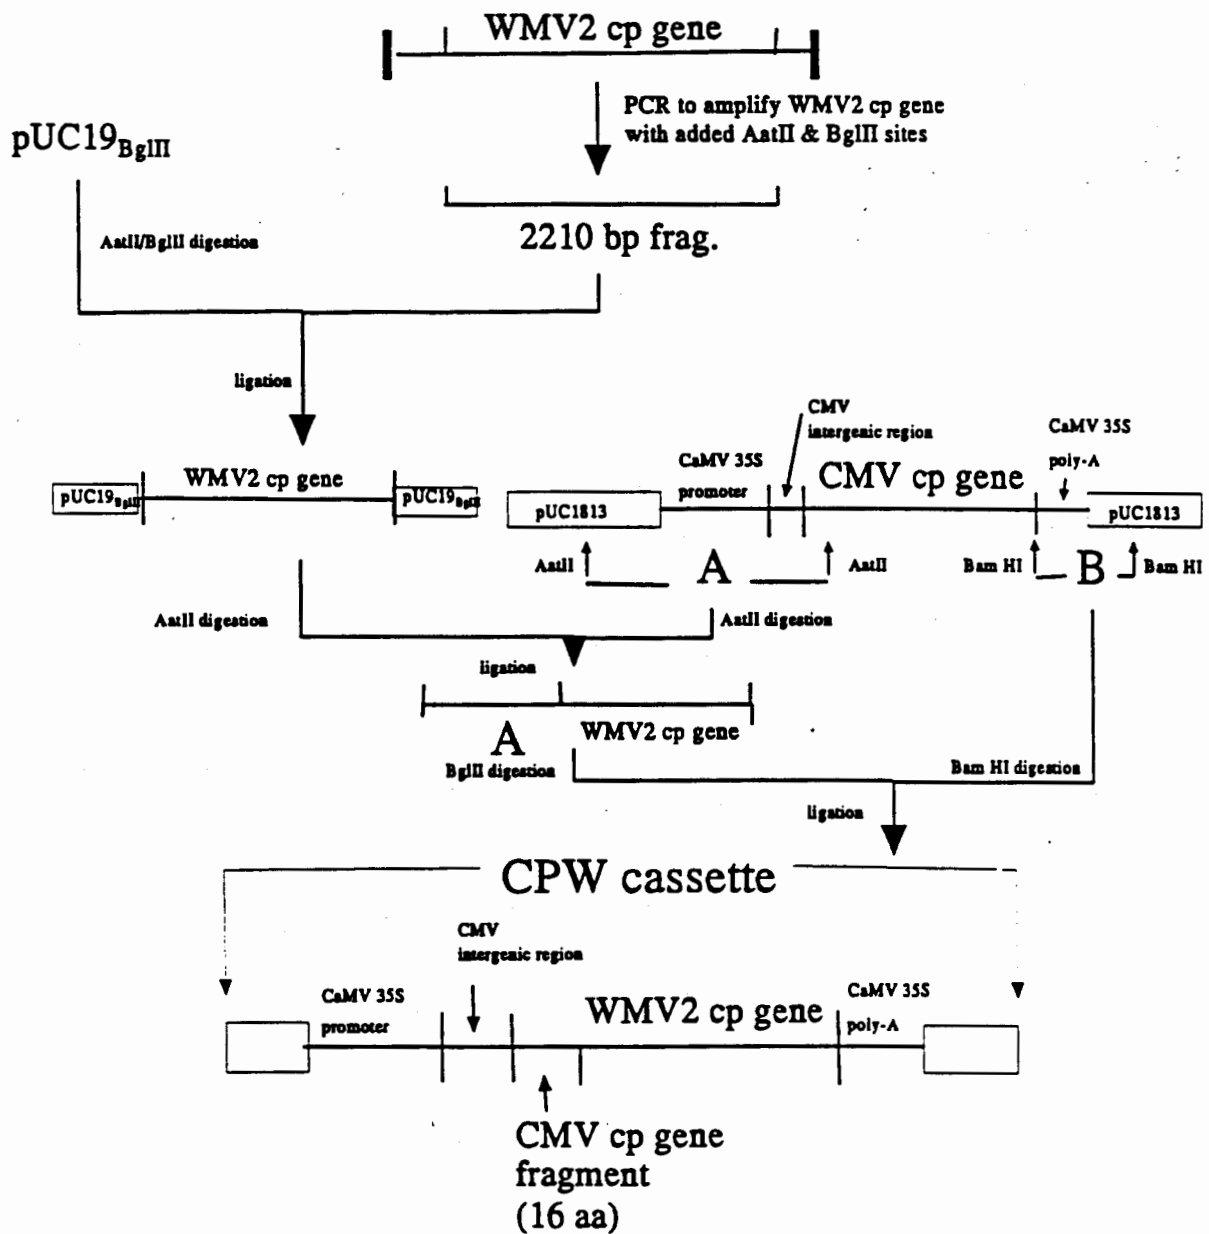 WMV2 cp gene
PCR to amplify WMV2 cp gene
with added AatII & BglII sites
pUC19BglII
AatII/BglII digestion
2210 bp frag.
ligation
CMV
intergenic region
CaMV 35S
poly-A
CaMV 35S
promoter
CMV cp gene
WMV2 cp gene
pUC19BglII
pUC19BglII
pUC1813
pUC1813
AatII
A
AatII
Bam HI
B
Bam HI
AatII digestion
AatII digestion
ligation
A
WMV2 cp gene
BglII digestion
Bam HI digestion
ligation
CPW cassette
CMV
intergenic region
CaMV 35S
promoter
WMV2 cp gene
CaMV 35S
poly-A
CMV cp gene
fragment
(16 aa)